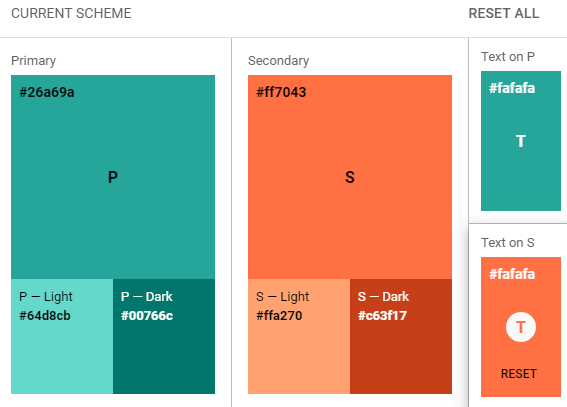 CURRENT SCHEME
RESET ALL
Primary
#26a69a
P
P — Light
#64d8cb
P — Dark
#00766c
Secondary
#ff7043
S
S — Light
#ffa270
S — Dark
#c63f17
Text on P
#fafafa
T
Text on S
#fafafa
T
RESET